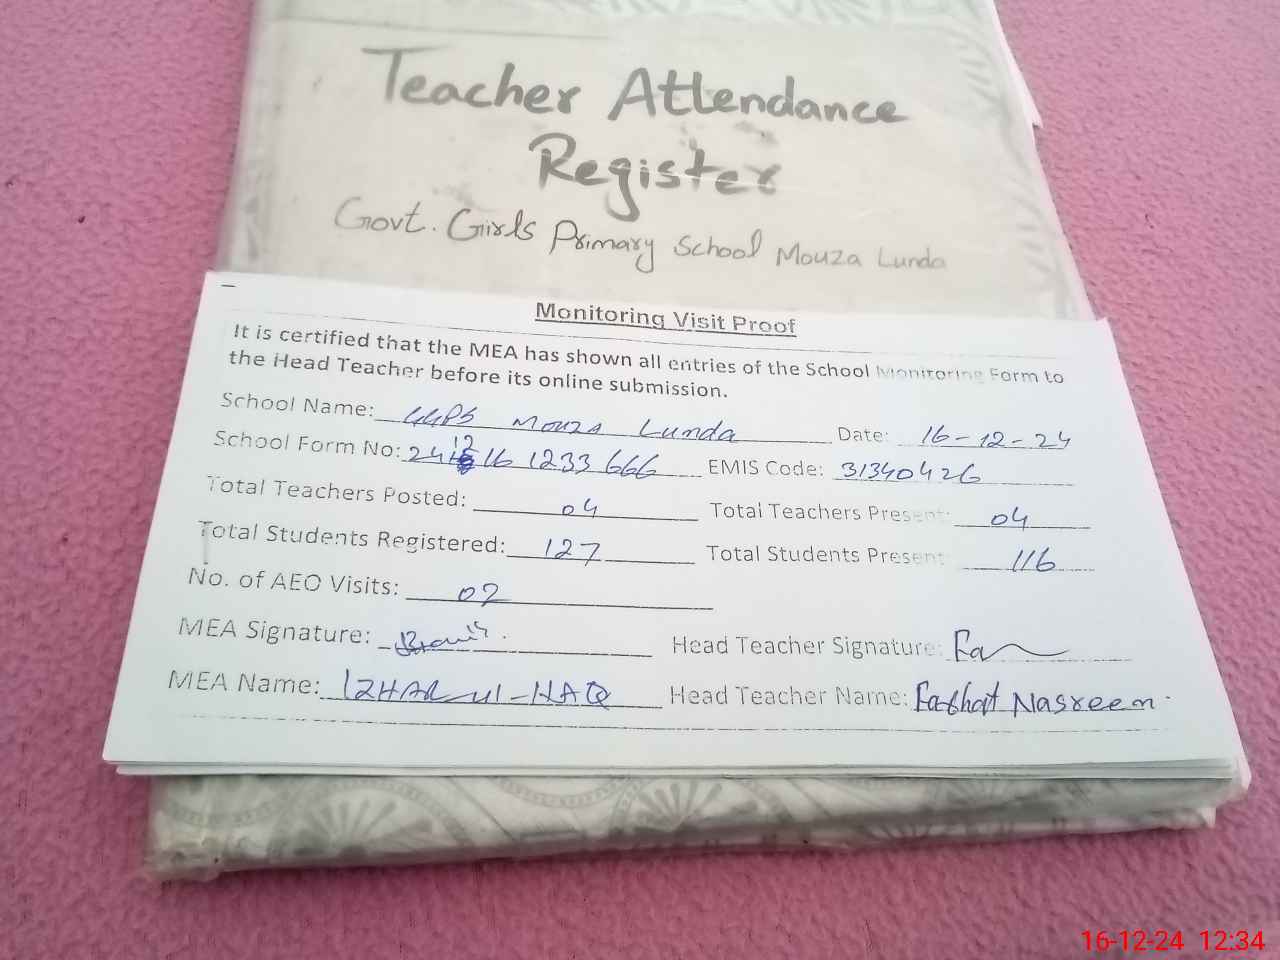 Teacher Attendance
Register
Govt. Girls Primary School Mouza Lunda
Monitoring Visit Proof
It is certified that the MEA has shown all entries of the School Monitoring Form to
the Head Teacher before its online submission.
School Name: GGPS Mouza Lunda Date: 16-12-24
School Form No: 241216 1233 666 EMIS Code: 31340426
Total Teachers Posted: 04 Total Teachers Present: 04
Total Students Registered: 127 Total Students Present: 116
No. of AEO Visits: 02
MEA Signature: Head Teacher Signature: Fa
MEA Name: IZHAR-ul-HAQ Head Teacher Name: Nasreen
16-12-24 12:34